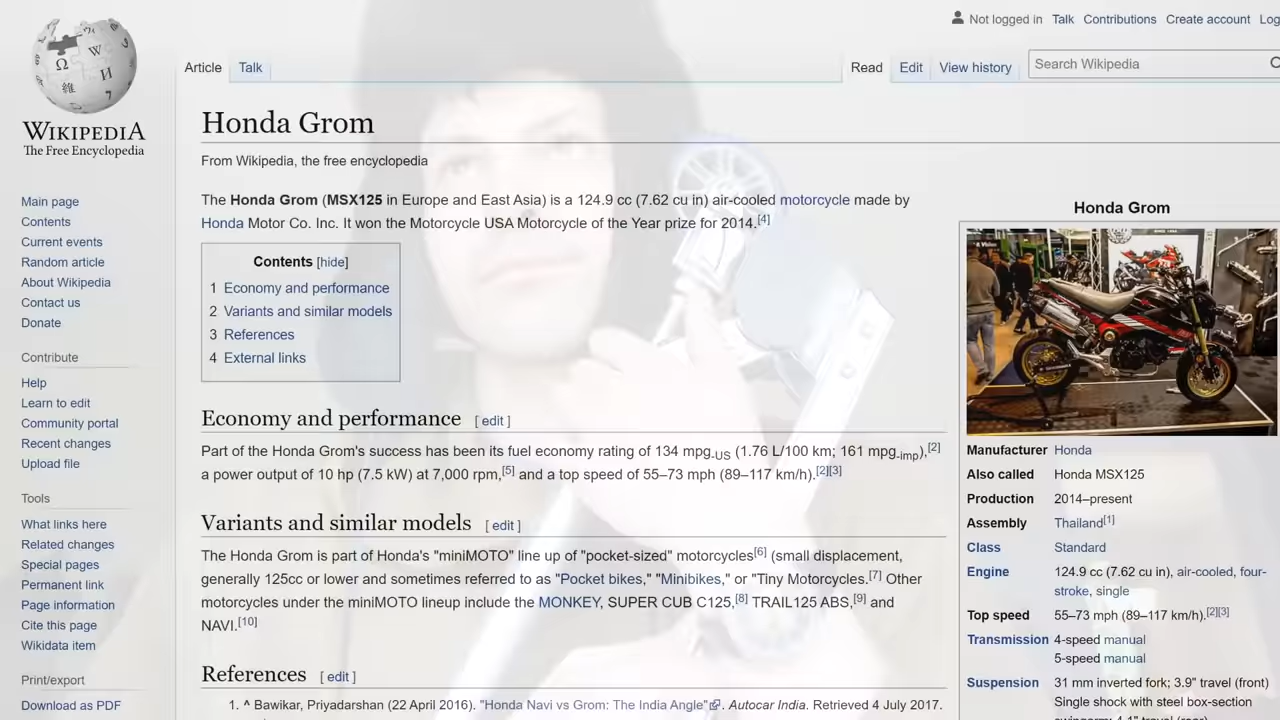 Not logged in Talk Contributions Create account Log
Article Talk Read Edit View history Search Wikipedia
Ω W И 維 7
WIKIPEDIA
The Free Encyclopedia
Main page
Contents
Current events
Random article
About Wikipedia
Contact us
Donate
Contribute
Help
Learn to edit
Community portal
Recent changes
Upload file
Tools
What links here
Related changes
Special pages
Permanent link
Page information
Cite this page
Wikidata item
Print/export
Download as PDF
Honda Grom
From Wikipedia, the free encyclopedia
The Honda Grom (MSX125 in Europe and East Asia) is a 124.9 cc (7.62 cu in) air-cooled motorcycle made by
Honda Motor Co. Inc. It won the Motorcycle USA Motorcycle of the Year prize for 2014.[4]
Contents [hide]
1 Economy and performance
2 Variants and similar models
3 References
4 External links
Economy and performance [ edit ]
Part of the Honda Grom's success has been its fuel economy rating of 134 mpg-US (1.76 L/100 km; 161 mpg-imp),[2]
a power output of 10 hp (7.5 kW) at 7,000 rpm,[5] and a top speed of 55–73 mph (89–117 km/h).[2][3]
Variants and similar models [ edit ]
The Honda Grom is part of Honda's "miniMOTO" line up of "pocket-sized" motorcycles[6] (small displacement,
generally 125cc or lower and sometimes referred to as "Pocket bikes," "Minibikes," or "Tiny Motorcycles.[7] Other
motorcycles under the miniMOTO lineup include the MONKEY, SUPER CUB C125,[8] TRAIL125 ABS,[9] and
NAVI.[10]
References [ edit ]
1. ^ Bawikar, Priyadarshan (22 April 2016). "Honda Navi vs Grom: The India Angle". Autocar India. Retrieved 4 July 2017.
Honda Grom
Manufacturer Honda
Also called Honda MSX125
Production 2014–present
Assembly Thailand[1]
Class Standard
Engine 124.9 cc (7.62 cu in), air-cooled, four-
stroke, single
Top speed 55–73 mph (89–117 km/h).[2][3]
Transmission 4-speed manual
5-speed manual
Suspension 31 mm inverted fork; 3.9" travel (front)
Single shock with steel box-section